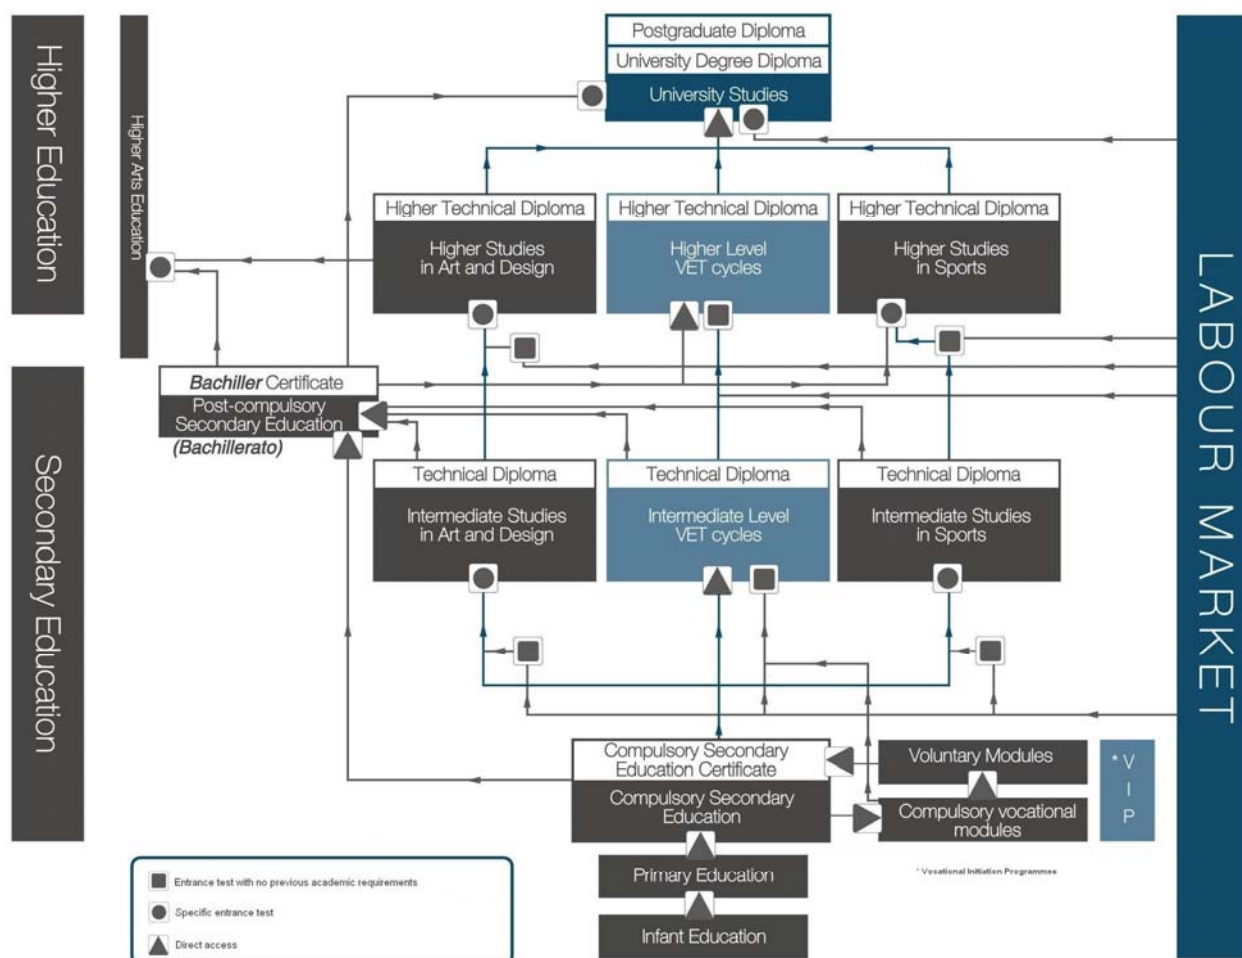 Higher Education
Higher Arts Education
Postgraduate Diploma
University Degree Diploma
University Studies
Higher Technical Diploma
Higher Studies
in Art and Design
Higher Technical Diploma
Higher Level
VET cycles
Higher Technical Diploma
Higher Studies
in Sports
LABOUR MARKET
Secondary Education
Bachiller Certificate
Post-compulsory
Secondary Education
(Bachillerato)
Technical Diploma
Intermediate Studies
in Art and Design
Technical Diploma
Intermediate Level
VET cycles
Technical Diploma
Intermediate Studies
in Sports
Compulsory Secondary
Education Certificate
Compulsory Secondary
Education
Voluntary Modules
Compulsory vocational
modules
* V
I
P
Primary Education
Infant Education
* Vocational Initiation Programmes
Entrance test with no previous academic requirements
Specific entrance test
Direct access